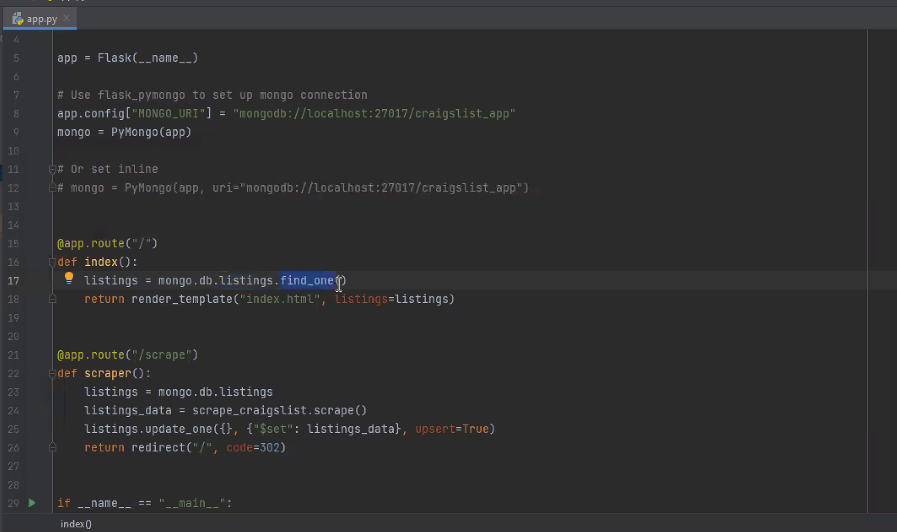 app.py
4
5 app = Flask(__name__)
6
7 # Use flask_pymongo to set up mongo connection
8 app.config["MONGO_URI"] = "mongodb://localhost:27017/craigslist_app"
9 mongo = PyMongo(app)
10
11 # Or set inline
12 # mongo = PyMongo(app, uri="mongodb://localhost:27017/craigslist_app")
13
14
15 @app.route("/")
16 def index():
17 listings = mongo.db.listings.find_one()
18 return render_template("index.html", listings=listings)
19
20
21 @app.route("/scrape")
22 def scraper():
23 listings = mongo.db.listings
24 listings_data = scrape_craigslist.scrape()
25 listings.update_one({}, {"$set": listings_data}, upsert=True)
26 return redirect("/", code=302)
27
28
29 if __name__ == "__main__":
index()